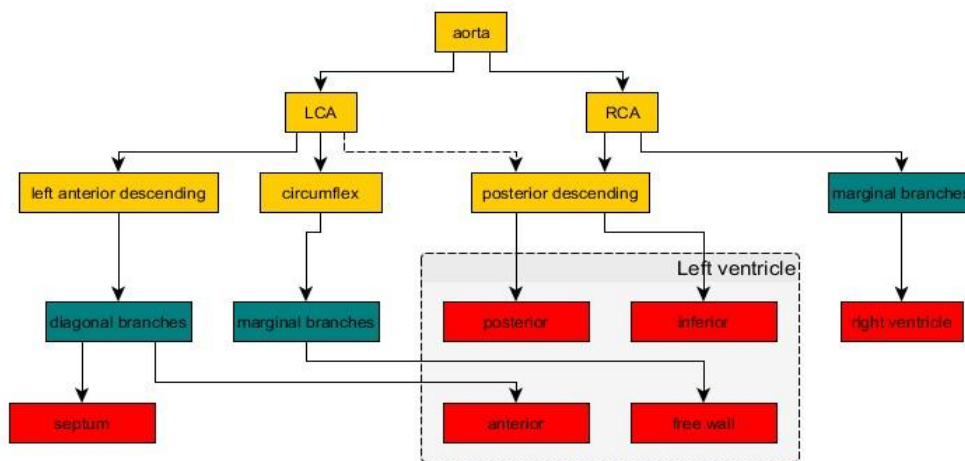 aorta
LCA
RCA
left anterior descending
circumflex
posterior descending
marginal branches
Left ventricle
diagonal branches
marginal branches
posterior
inferior
right ventricle
septum
anterior
free wall